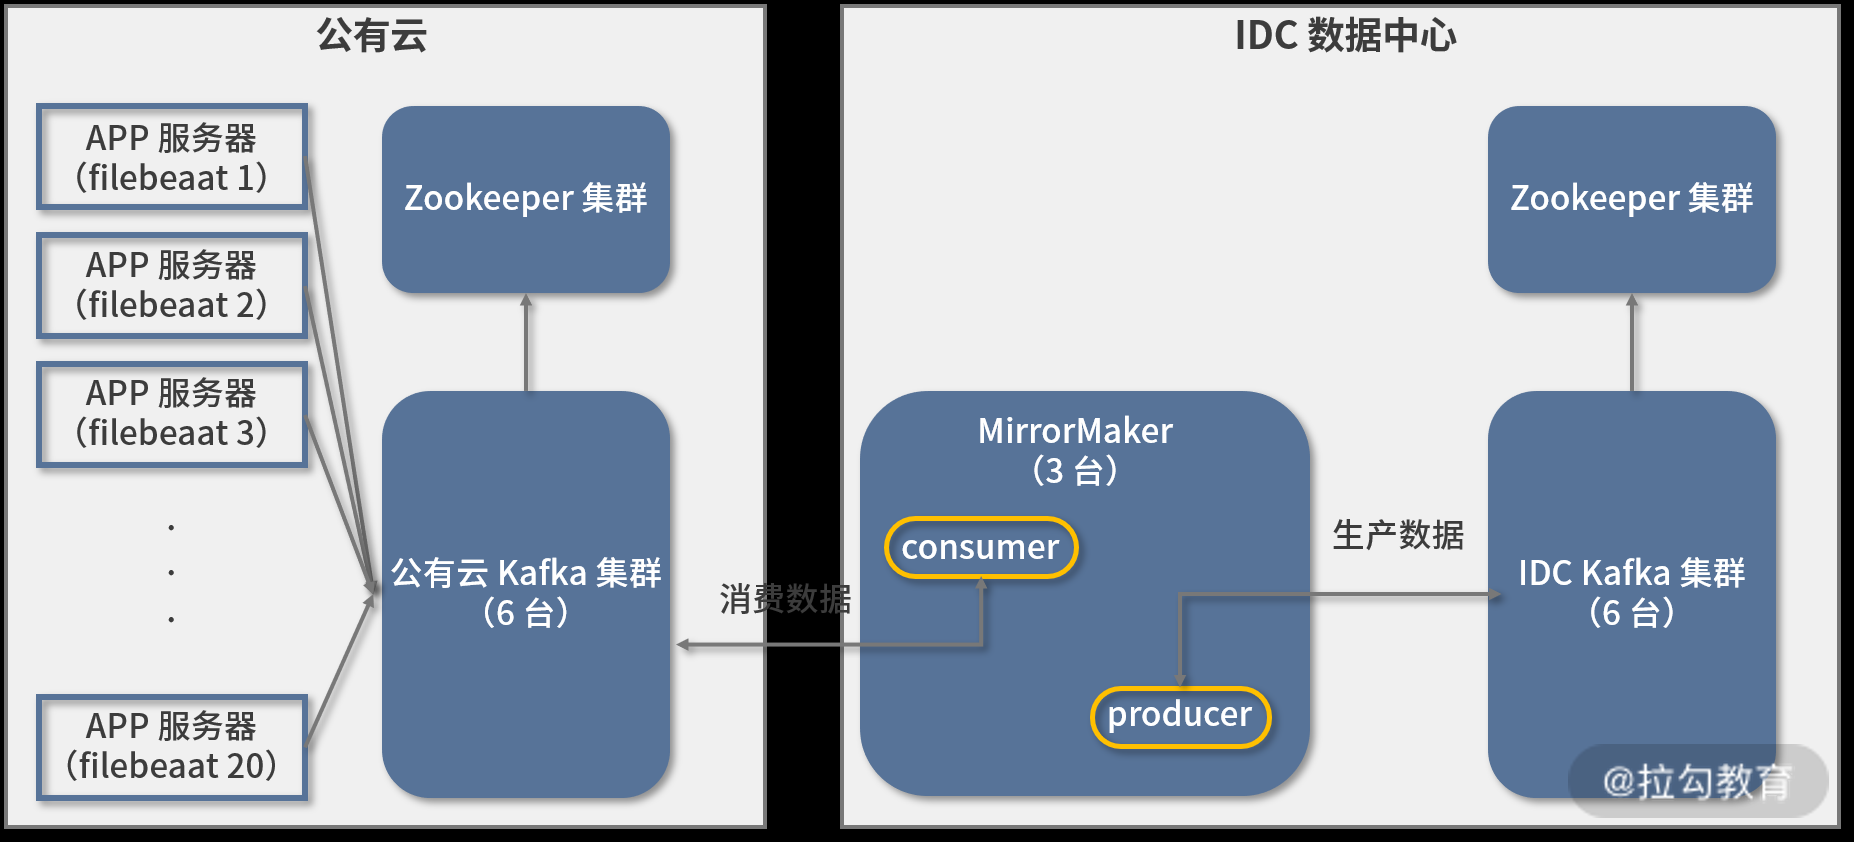 公有云
APP 服务器
（filebeaat 1）
APP 服务器
（filebeaat 2）
APP 服务器
（filebeaat 3）
.
.
.
APP 服务器
（filebeaat 20）
Zookeeper 集群
公有云 Kafka 集群
（6 台）
消费数据
IDC 数据中心
MirrorMaker
（3 台）
consumer
producer
生产数据
Zookeeper 集群
IDC Kafka 集群
（6 台）
@拉勾教育